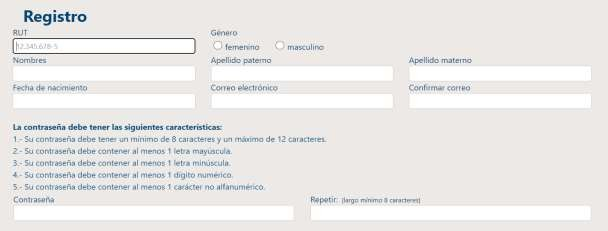 Registro
RUT Género
12.345.678-5 femenino masculino
Nombres Apellido paterno Apellido materno
Fecha de nacimiento Correo electrónico Confirmar correo
La contraseña debe tener las siguientes características:
1.- Su contraseña debe tener un mínimo de 8 caracteres y un máximo de 12 caracteres.
2.- Su contraseña debe contener al menos 1 letra mayúscula.
3.- Su contraseña debe contener al menos 1 letra minúscula.
4.- Su contraseña debe contener al menos 1 dígito numérico.
5.- Su contraseña debe contener al menos 1 carácter no alfanumérico.
Contraseña Repetir: (largo mínimo 8 caracteres)